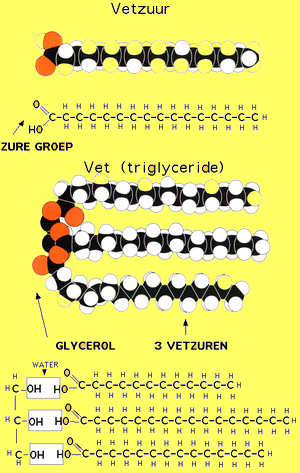 Vetzuur
O
HO
ZURE GROEP
Vet (triglyceride)
GLYCEROL 3 VETZUREN
WATER
H
O
C OH HO
O
C OH HO
O
C OH HO
H